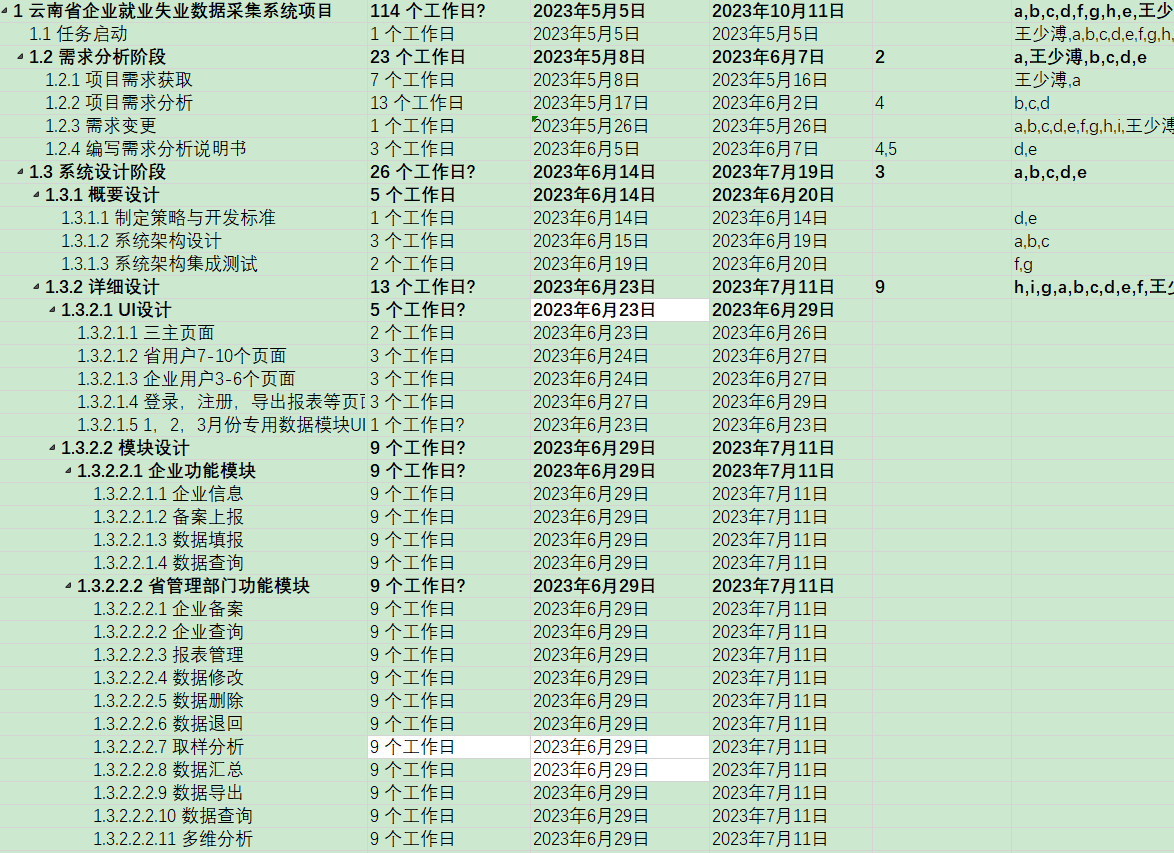 1 云南省企业就业失业数据采集系统项目 114 个工作日? 2023年5月5日 2023年10月11日 a,b,c,d,f,g,h,e,王少
1.1 任务启动 1 个工作日 2023年5月5日 2023年5月5日 王少溥,a,b,c,d,e,f,g,h,
1.2 需求分析阶段 23 个工作日 2023年5月8日 2023年6月7日 2 a,王少溥,b,c,d,e
1.2.1 项目需求获取 7 个工作日 2023年5月8日 2023年5月16日 王少溥,a
1.2.2 项目需求分析 13 个工作日 2023年5月17日 2023年6月2日 4 b,c,d
1.2.3 需求变更 1 个工作日 2023年5月26日 2023年5月26日 a,b,c,d,e,f,g,h,i,王少溥
1.2.4 编写需求分析说明书 3 个工作日 2023年6月5日 2023年6月7日 4,5 d,e
1.3 系统设计阶段 26 个工作日? 2023年6月14日 2023年7月19日 3 a,b,c,d,e
1.3.1 概要设计 5 个工作日 2023年6月14日 2023年6月20日
1.3.1.1 制定策略与开发标准 1 个工作日 2023年6月14日 2023年6月14日 d,e
1.3.1.2 系统架构设计 3 个工作日 2023年6月15日 2023年6月19日 a,b,c
1.3.1.3 系统架构集成测试 2 个工作日 2023年6月19日 2023年6月20日 f,g
1.3.2 详细设计 13 个工作日? 2023年6月23日 2023年7月11日 9 h,i,g,a,b,c,d,e,f,王少
1.3.2.1 UI设计 5 个工作日? 2023年6月23日 2023年6月29日
1.3.2.1.1 三主页面 2 个工作日 2023年6月23日 2023年6月26日
1.3.2.1.2 省用户7-10个页面 3 个工作日 2023年6月24日 2023年6月27日
1.3.2.1.3 企业用户3-6个页面 3 个工作日 2023年6月24日 2023年6月27日
1.3.2.1.4 登录，注册，导出报表等页面 3 个工作日 2023年6月27日 2023年6月29日
1.3.2.1.5 1，2，3月份专用数据模块UI 1 个工作日? 2023年6月23日 2023年6月23日
1.3.2.2 模块设计 9 个工作日? 2023年6月29日 2023年7月11日
1.3.2.2.1 企业功能模块 9 个工作日? 2023年6月29日 2023年7月11日
1.3.2.2.1.1 企业信息 9 个工作日 2023年6月29日 2023年7月11日
1.3.2.2.1.2 备案上报 9 个工作日 2023年6月29日 2023年7月11日
1.3.2.2.1.3 数据填报 9 个工作日 2023年6月29日 2023年7月11日
1.3.2.2.1.4 数据查询 9 个工作日 2023年6月29日 2023年7月11日
1.3.2.2.2 省管理部门功能模块 9 个工作日? 2023年6月29日 2023年7月11日
1.3.2.2.2.1 企业备案 9 个工作日 2023年6月29日 2023年7月11日
1.3.2.2.2.2 企业查询 9 个工作日 2023年6月29日 2023年7月11日
1.3.2.2.2.3 报表管理 9 个工作日 2023年6月29日 2023年7月11日
1.3.2.2.2.4 数据修改 9 个工作日 2023年6月29日 2023年7月11日
1.3.2.2.2.5 数据删除 9 个工作日 2023年6月29日 2023年7月11日
1.3.2.2.2.6 数据退回 9 个工作日 2023年6月29日 2023年7月11日
1.3.2.2.2.7 取样分析 9 个工作日 2023年6月29日 2023年7月11日
1.3.2.2.2.8 数据汇总 9 个工作日 2023年6月29日 2023年7月11日
1.3.2.2.2.9 数据导出 9 个工作日 2023年6月29日 2023年7月11日
1.3.2.2.2.10 数据查询 9 个工作日 2023年6月29日 2023年7月11日
1.3.2.2.2.11 多维分析 9 个工作日 2023年6月29日 2023年7月11日